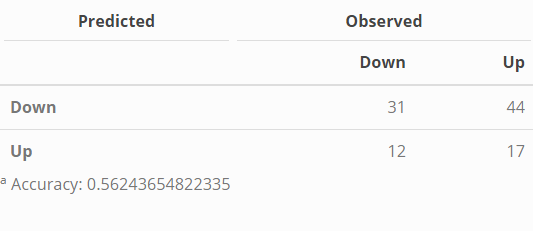 Predicted Observed
Down Up
Down 31 44
Up 12 17
a Accuracy: 0.56243654822335